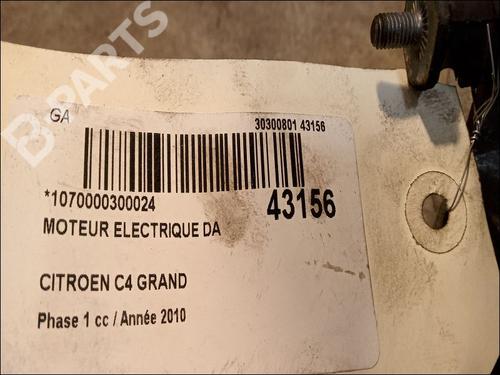 B-PARTS
GA
30300801 43156
*1070000300024
43156
MOTEUR ELECTRIQUE DA
CITROEN C4 GRAND
Phase 1 cc / Année 2010